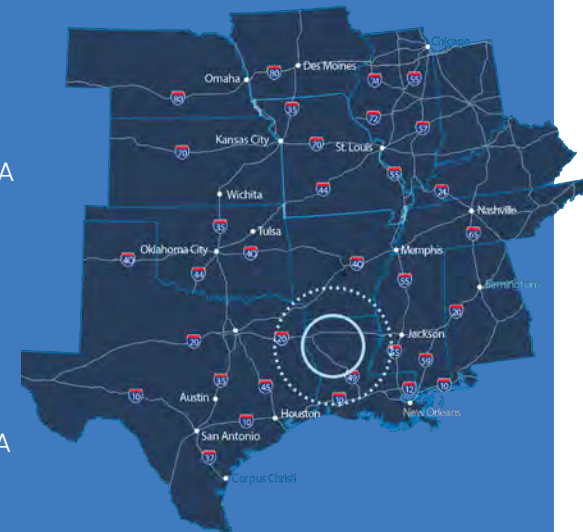 Chicago
Des Moines
80
Omaha
74
55
80
35
72
57
Kansas City
70
St. Louis
70
55
A
44
24
Wichita
Nashville
35
Tulsa
65
Oklahoma City
40
40
40
Memphis
44
55
Birmingham
20
20
20
Jackson
55
59
49
35
45
12
10
10
10
Austin
10
Houston
New Orleans
San Antonio
A
37
Corpus Christi